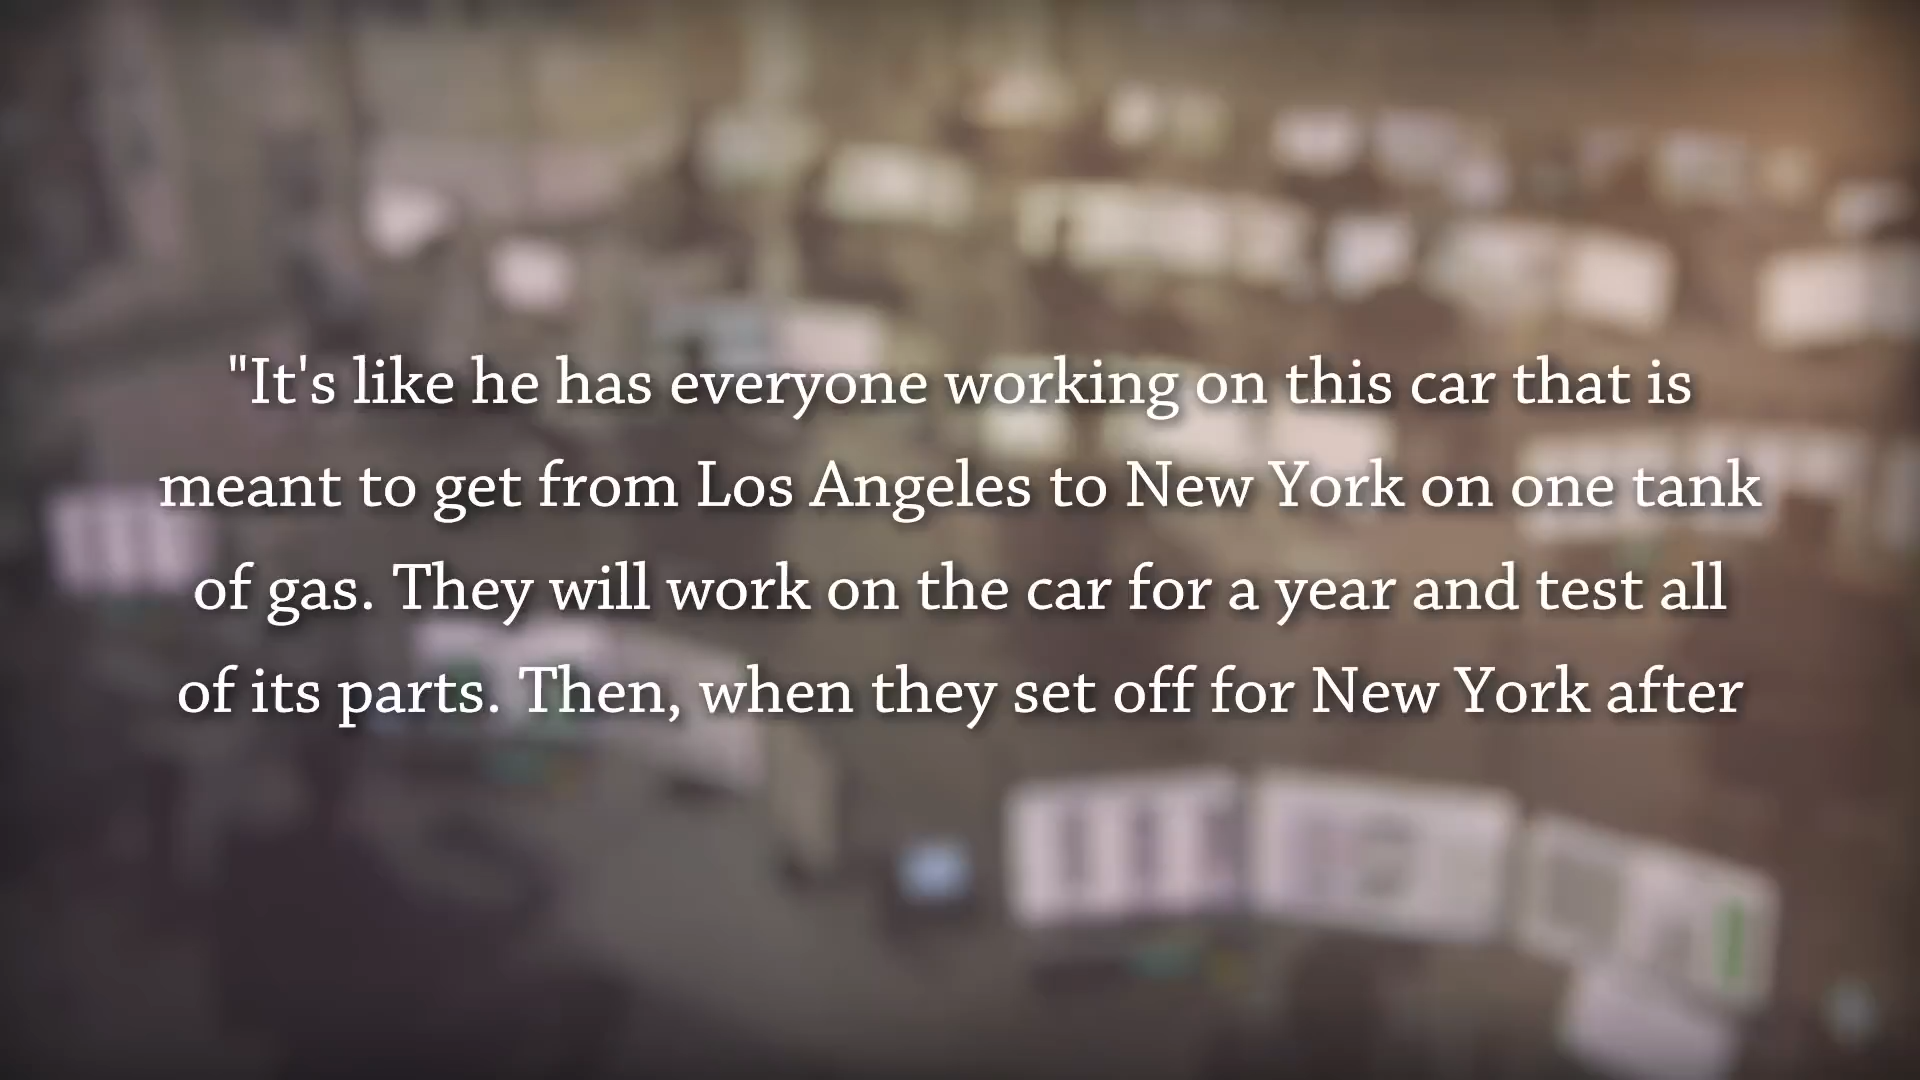 "It's like he has everyone working on this car that is
meant to get from Los Angeles to New York on one tank
of gas. They will work on the car for a year and test all
of its parts. Then, when they set off for New York after